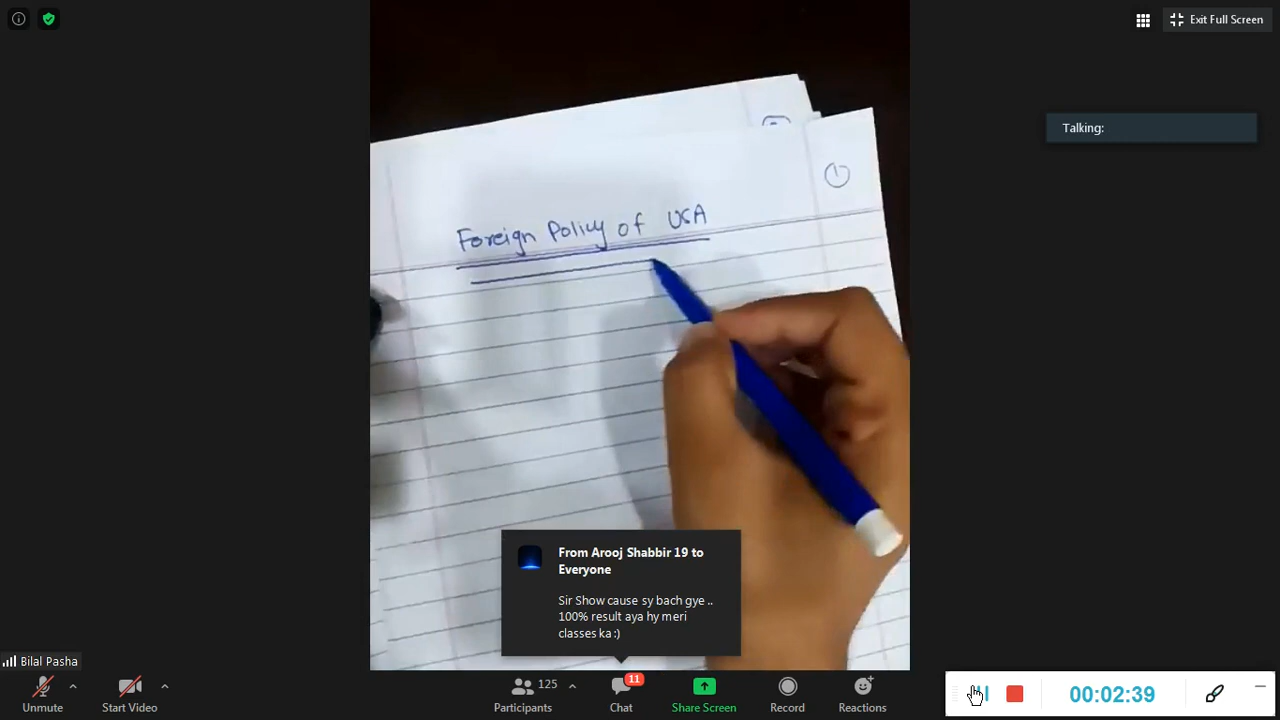 Exit Full Screen
Talking:
1
Foreign Policy of USA
From Arooj Shabbir 19 to
Everyone
Sir Show cause sy bach gye ..
100% result aya hy meri
classes ka :)
Bilal Pasha
Unmute
Start Video
125
Participants
11
Chat
Share Screen
Record
Reactions
00:02:39